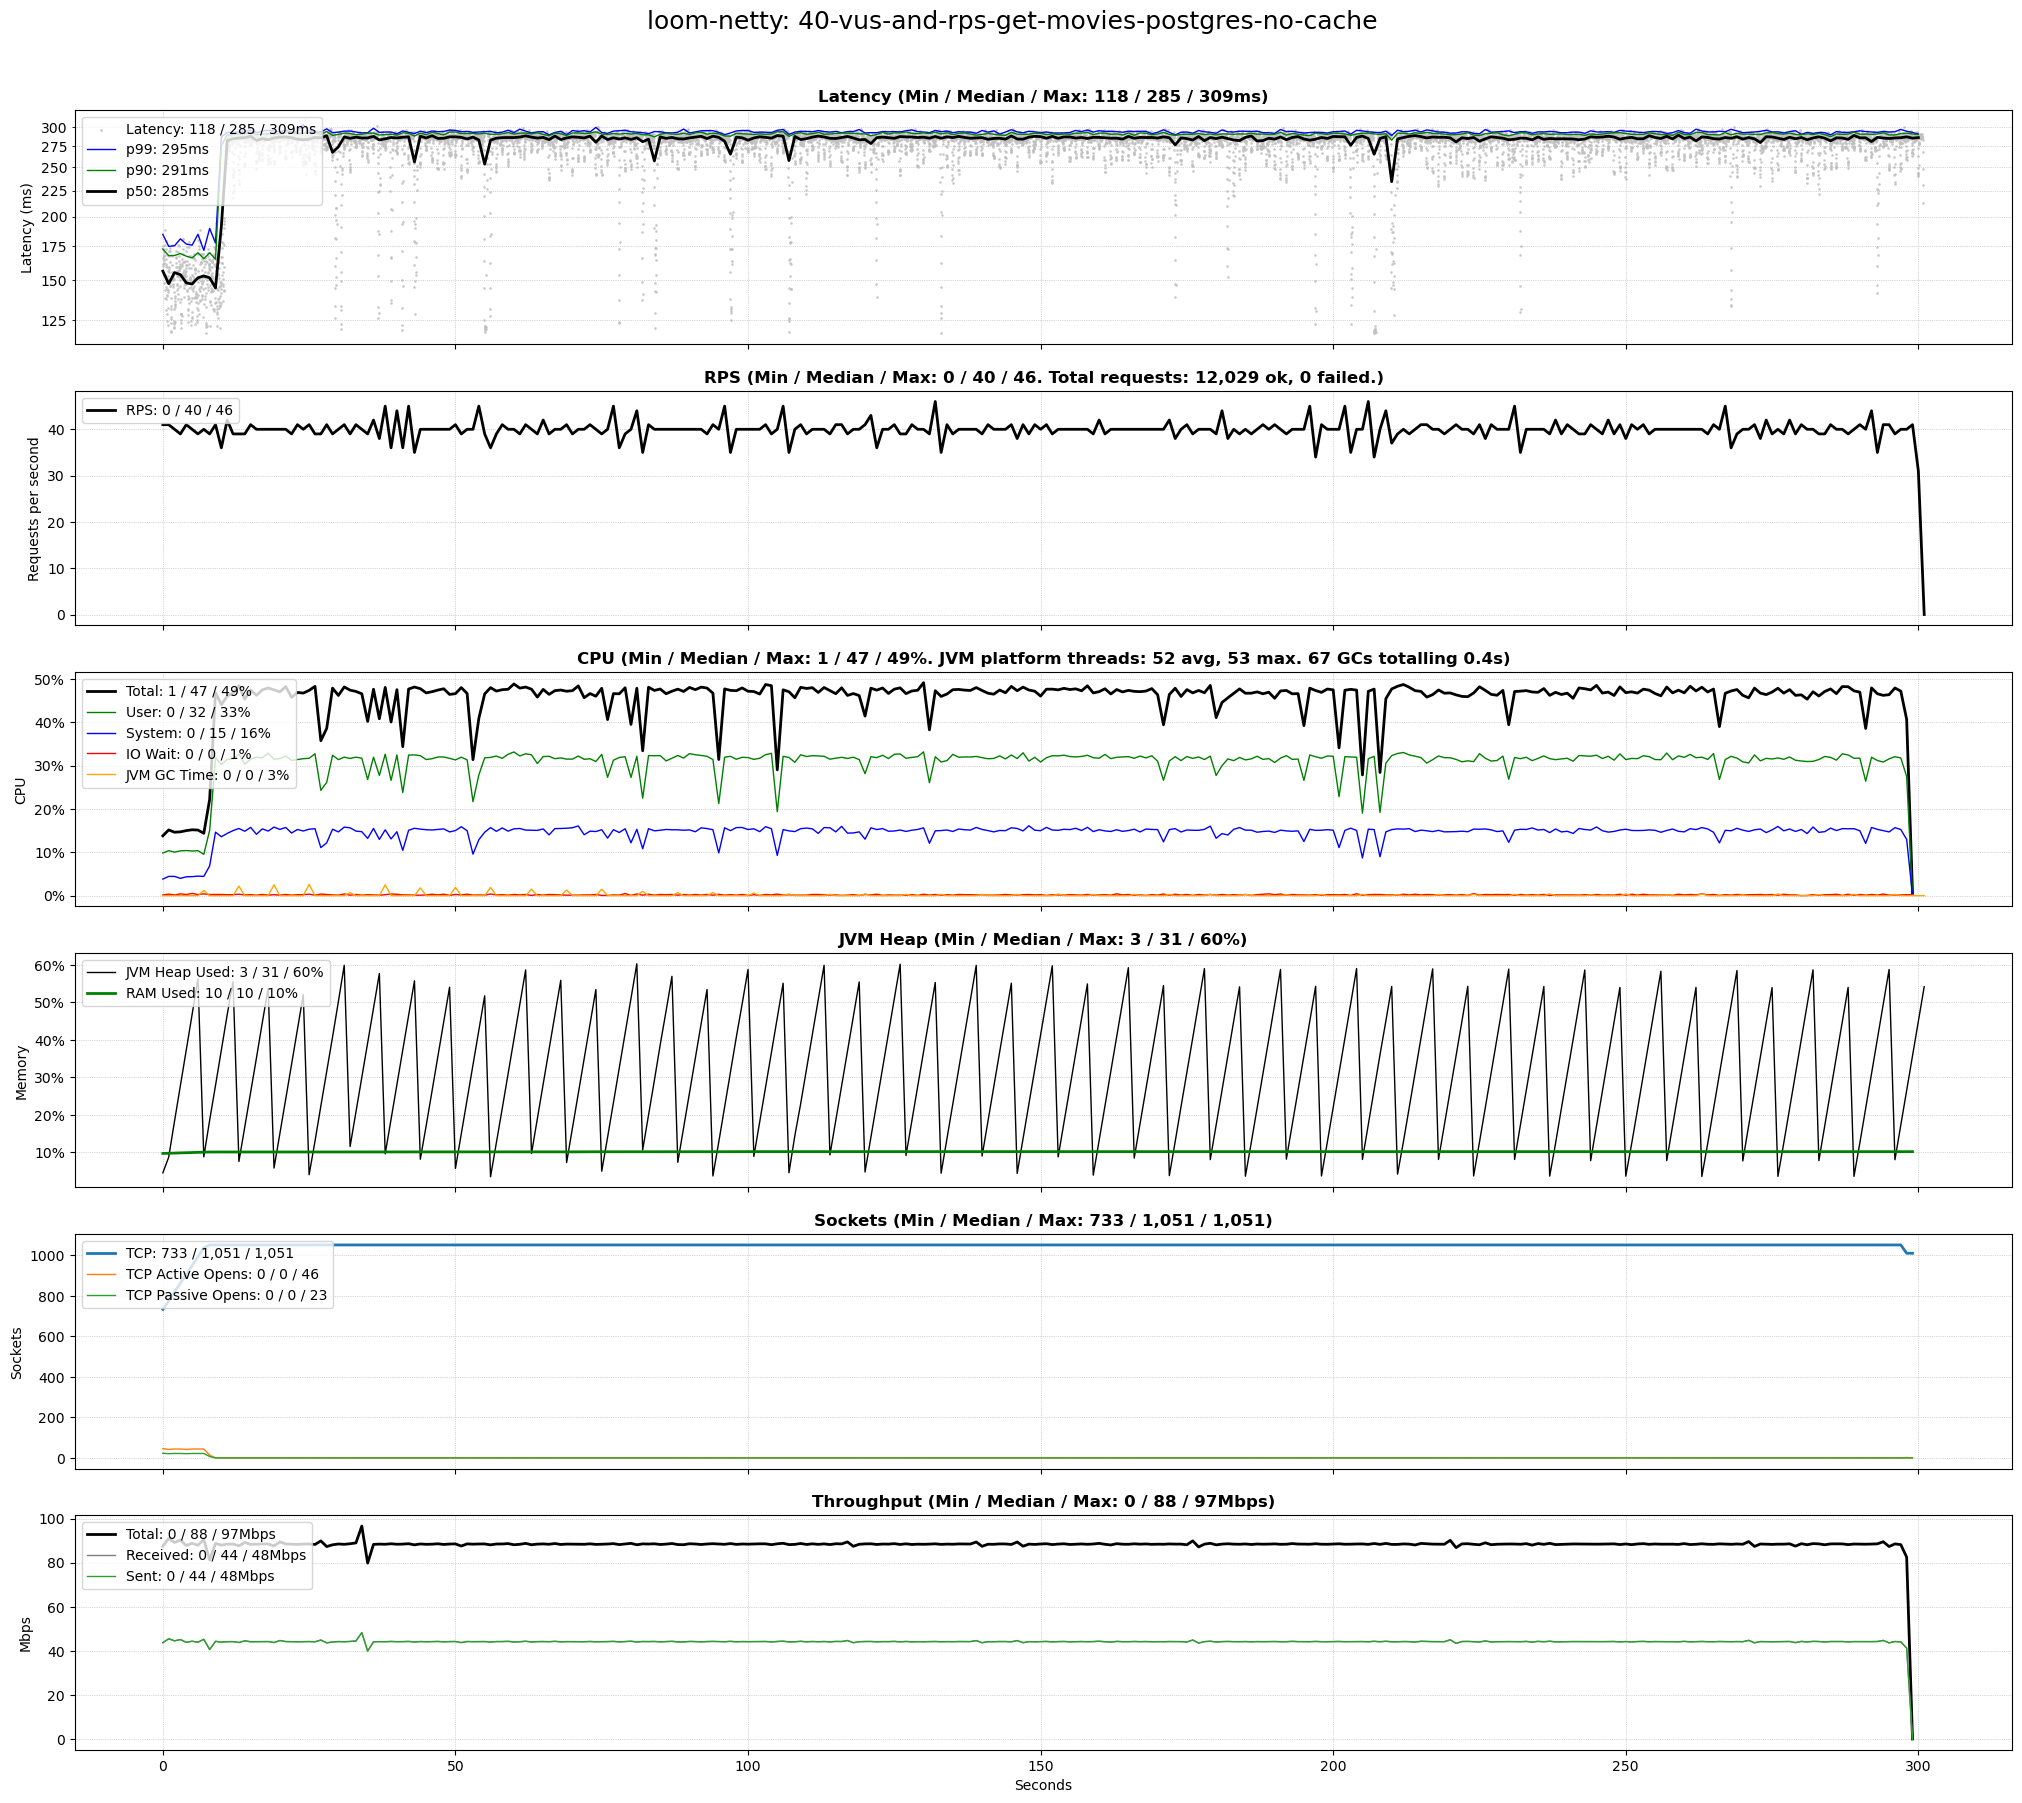 loom-netty: 40-vus-and-rps-get-movies-postgres-no-cache
Latency (Min / Median / Max: 118 / 285 / 309ms)
Latency (ms)
300
275
250
225
200
175
150
125
Latency: 118 / 285 / 309ms
p99: 295ms
p90: 291ms
p50: 285ms
RPS (Min / Median / Max: 0 / 40 / 46. Total requests: 12,029 ok, 0 failed.)
Requests per second
40
30
20
10
0
RPS: 0 / 40 / 46
CPU (Min / Median / Max: 1 / 47 / 49%. JVM platform threads: 52 avg, 53 max. 67 GCs totalling 0.4s)
CPU
50%
40%
30%
20%
10%
0%
Total: 1 / 47 / 49%
User: 0 / 32 / 33%
System: 0 / 15 / 16%
IO Wait: 0 / 0 / 1%
JVM GC Time: 0 / 0 / 3%
JVM Heap (Min / Median / Max: 3 / 31 / 60%)
Memory
60%
50%
40%
30%
20%
10%
JVM Heap Used: 3 / 31 / 60%
RAM Used: 10 / 10 / 10%
Sockets (Min / Median / Max: 733 / 1,051 / 1,051)
Sockets
1000
800
600
400
200
0
TCP: 733 / 1,051 / 1,051
TCP Active Opens: 0 / 0 / 46
TCP Passive Opens: 0 / 0 / 23
Throughput (Min / Median / Max: 0 / 88 / 97Mbps)
Mbps
100
80
60
40
20
0
Total: 0 / 88 / 97Mbps
Received: 0 / 44 / 48Mbps
Sent: 0 / 44 / 48Mbps
0 50 100 150 200 250 300
Seconds